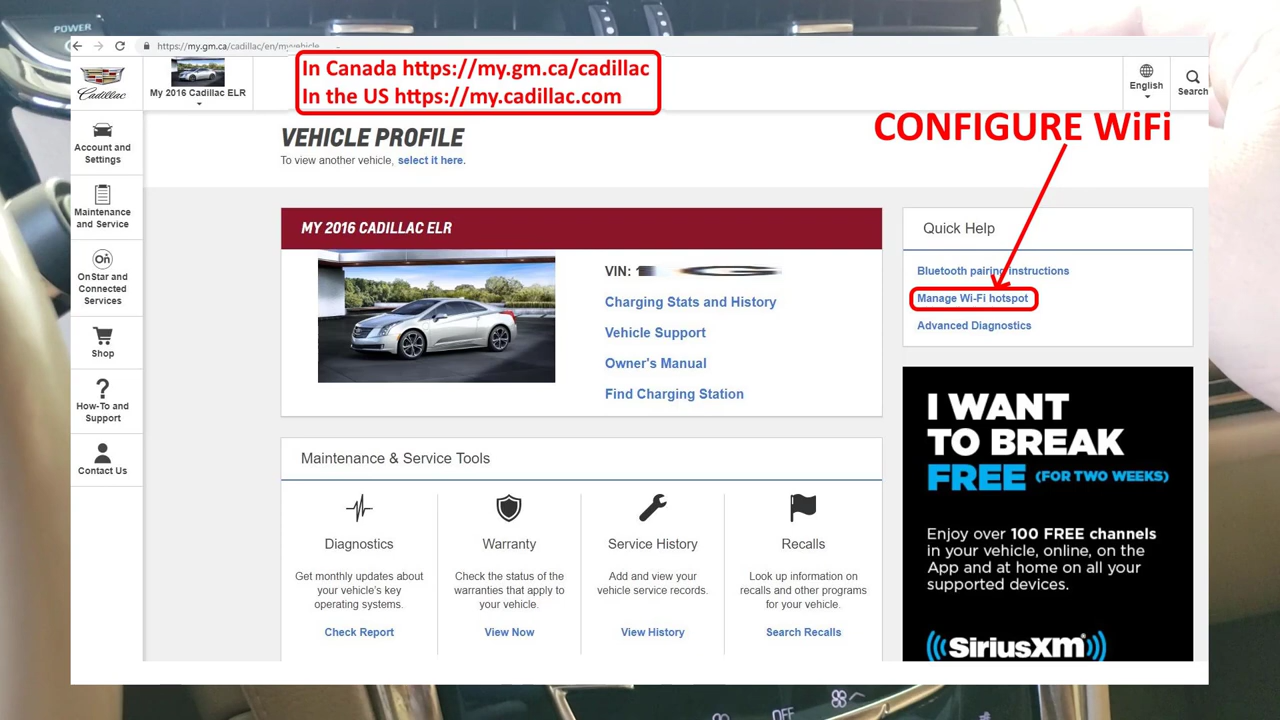 POWER
https://my.gm.ca/cadillac/en/myvehicle
In Canada https://my.gm.ca/cadillac
In the US https://my.cadillac.com
Cadillac
My 2016 Cadillac ELR
English
Search
CONFIGURE WiFi
Account and
Settings
Maintenance
and Service
On
OnStar and
Connected
Services
Shop
How-To and
Support
Contact Us
VEHICLE PROFILE
To view another vehicle, select it here.
MY 2016 CADILLAC ELR
VIN: 1
Charging Stats and History
Vehicle Support
Owner's Manual
Find Charging Station
Quick Help
Bluetooth pairing instructions
Manage Wi-Fi hotspot
Advanced Diagnostics
Maintenance & Service Tools
Diagnostics
Get monthly updates about
your vehicle's key
operating systems.
Check Report
Warranty
Check the status of the
warranties that apply to
your vehicle.
View Now
Service History
Add and view your
vehicle service records.
View History
Recalls
Look up information on
recalls and other programs
for your vehicle.
Search Recalls
I WANT
TO BREAK
FREE (FOR TWO WEEKS)
Enjoy over 100 FREE channels
in your vehicle, online, on the
App and at home on all your
supported devices.
SiriusXM
OFF